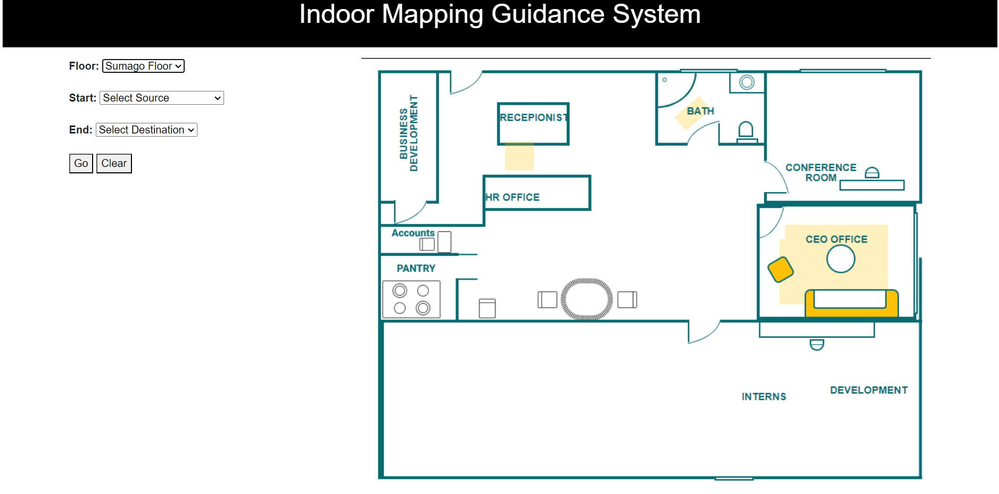 Indoor Mapping Guidance System
Floor: Sumago Floor
Start: Select Source
End: Select Destination
Go Clear
BUSINESS
DEVELOPMENT
RECEPIONIST
BATH
CONFERENCE
ROOM
HR OFFICE
Accounts
CEO OFFICE
PANTRY
INTERNS
DEVELOPMENT